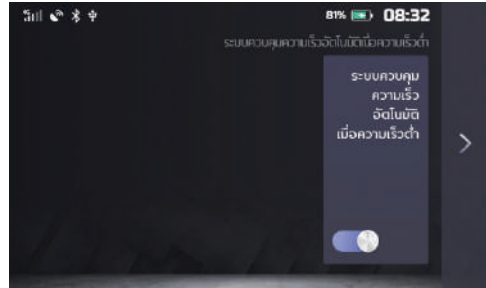 81% 08:32
ระบบควบคุมความเร็วอัตโนมัติเมื่อความเร็วต่ำ
ระบบควบคุม
ความเร็ว
อัตโนมัติ
เมื่อความเร็วต่ำ